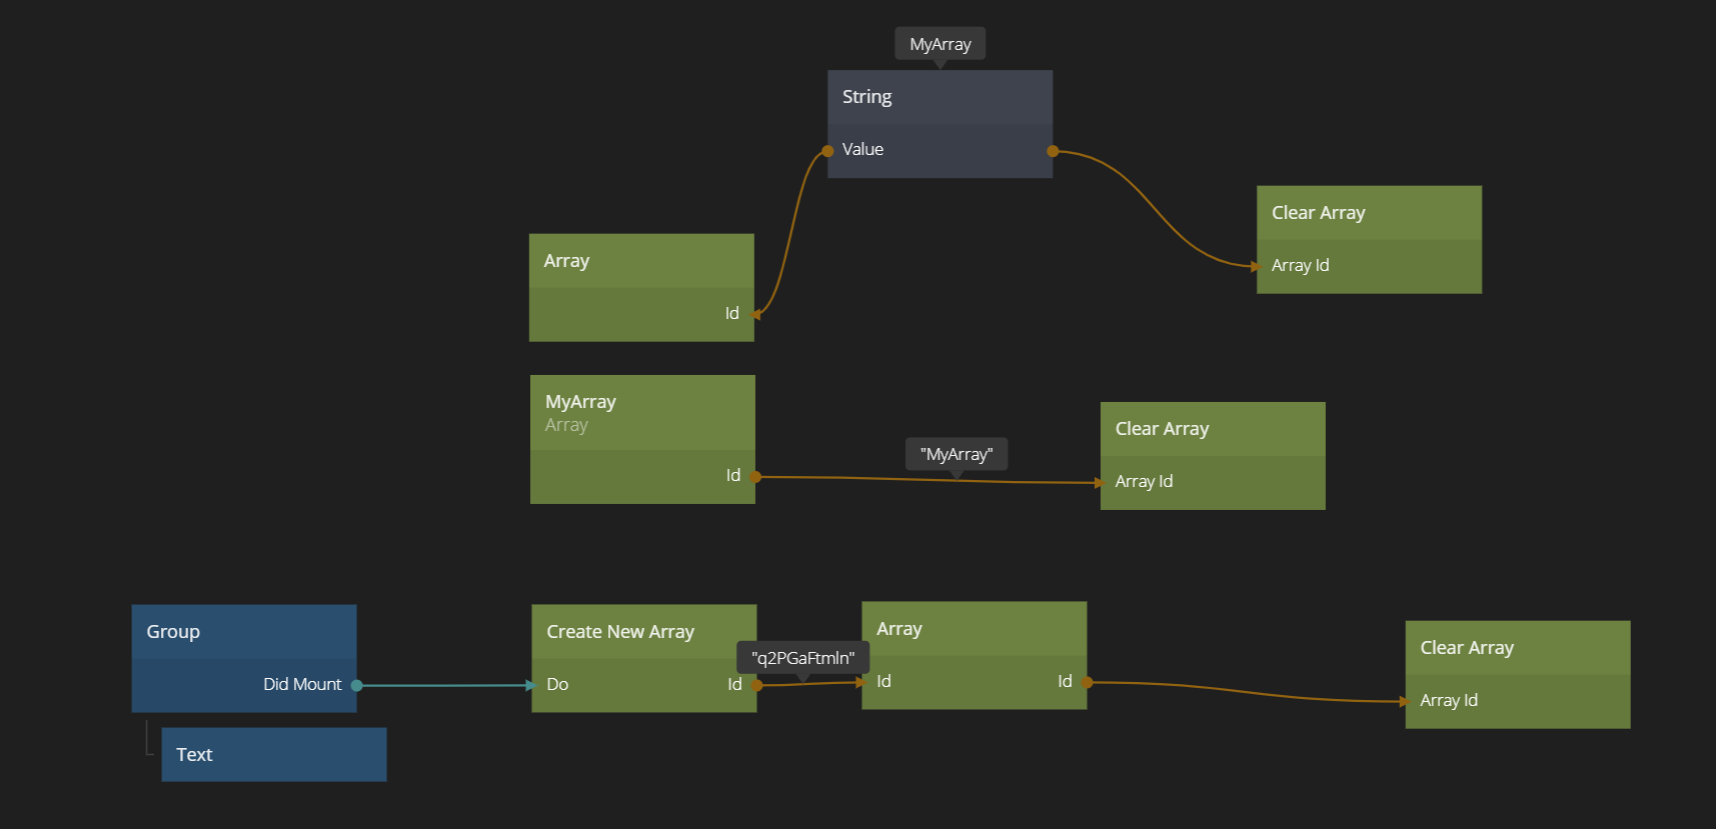 MyArray
String
Value
Clear Array
Array Id
Array
Id
MyArray
Array
Id
"MyArray"
Clear Array
Array Id
Group
Did Mount
Text
Create New Array
Do
Id
"q2PGaFtmln"
Array
Id
Id
Clear Array
Array Id